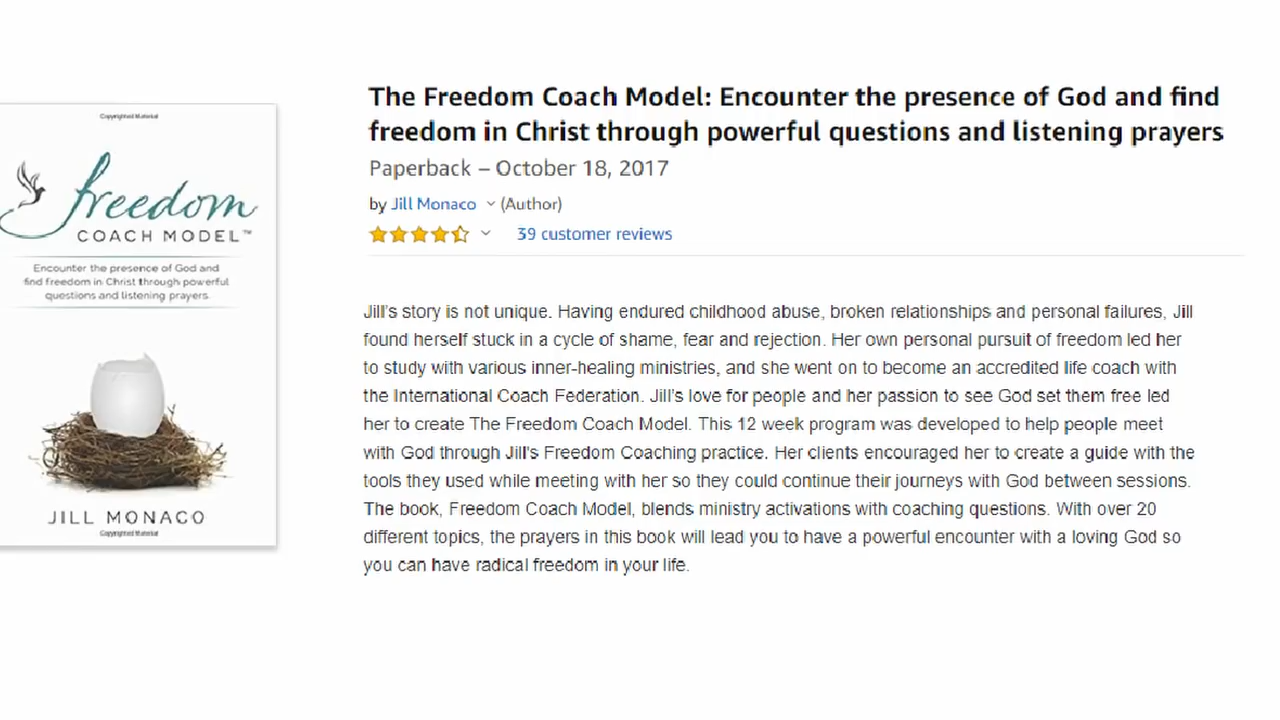 Copyrighted Material
freedom
COACH MODEL™
Encounter the presence of God and
find freedom in Christ through powerful
questions and listening prayers.
JILL MONACO
Copyrighted Material
The Freedom Coach Model: Encounter the presence of God and find
freedom in Christ through powerful questions and listening prayers
Paperback – October 18, 2017
by Jill Monaco (Author)
39 customer reviews
Jill's story is not unique. Having endured childhood abuse, broken relationships and personal failures, Jill
found herself stuck in a cycle of shame, fear and rejection. Her own personal pursuit of freedom led her
to study with various inner-healing ministries, and she went on to become an accredited life coach with
the International Coach Federation. Jill's love for people and her passion to see God set them free led
her to create The Freedom Coach Model. This 12 week program was developed to help people meet
with God through Jill's Freedom Coaching practice. Her clients encouraged her to create a guide with the
tools they used while meeting with her so they could continue their journeys with God between sessions.
The book, Freedom Coach Model, blends ministry activations with coaching questions. With over 20
different topics, the prayers in this book will lead you to have a powerful encounter with a loving God so
you can have radical freedom in your life.